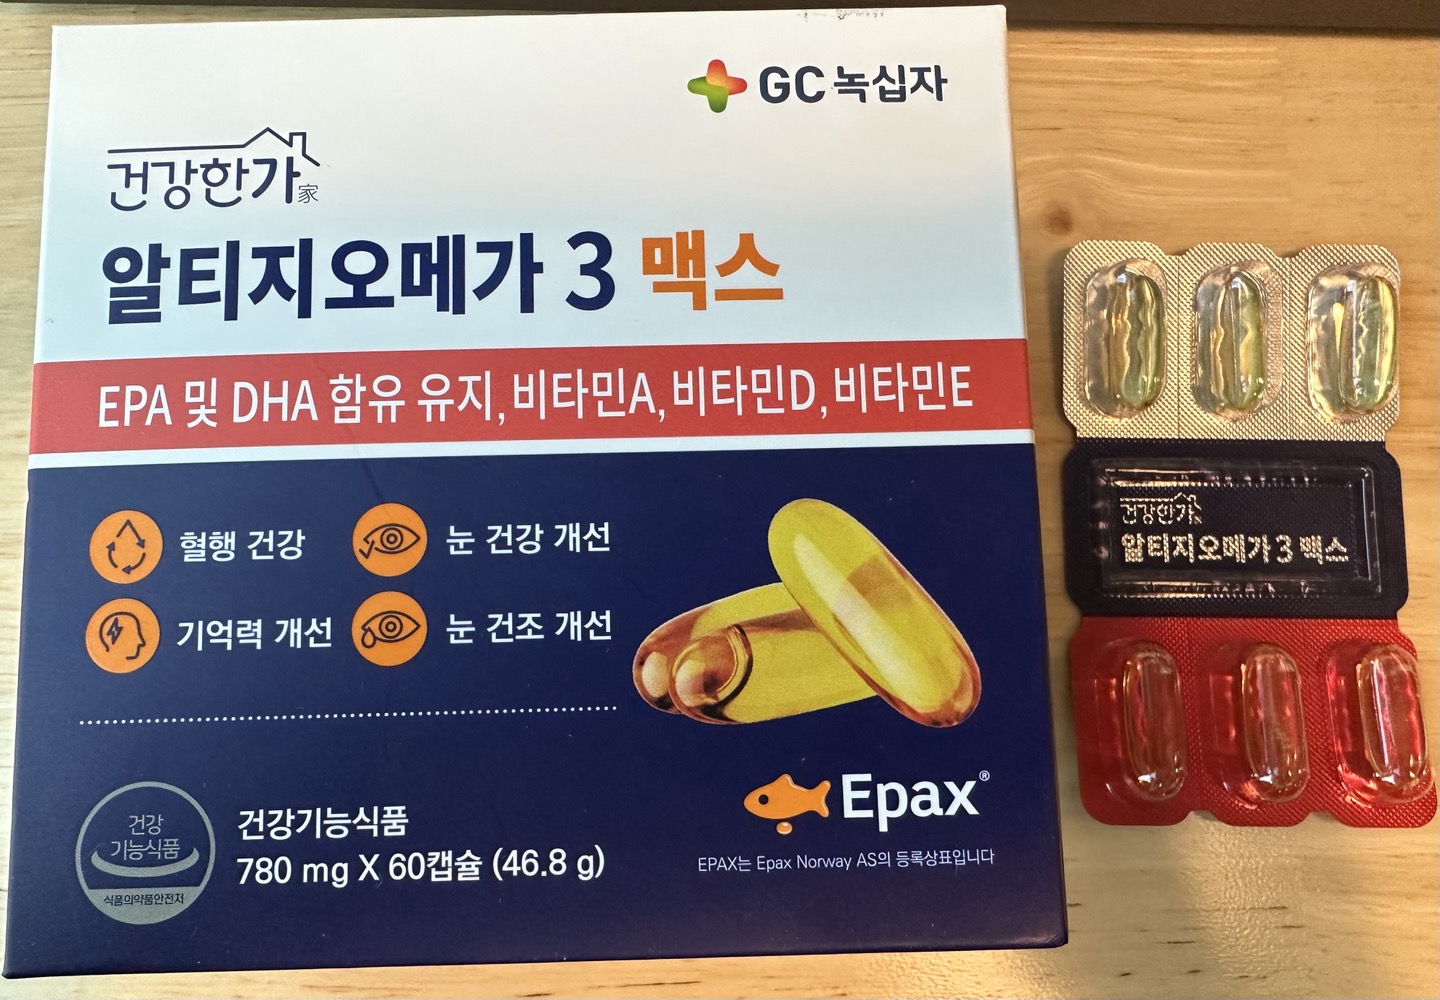 GC녹십자
건강한가家
알티지오메가 3 맥스
EPA 및 DHA 함유 유지, 비타민A, 비타민D, 비타민E
혈행 건강
눈 건강 개선
기억력 개선
눈 건조 개선
건강
기능식품
식품의약품안전처
건강기능식품
780 mg X 60캡슐 (46.8 g)
Epax®
EPAX는 Epax Norway AS의 등록상표입니다
건강한가
알티지오메가 3 맥스